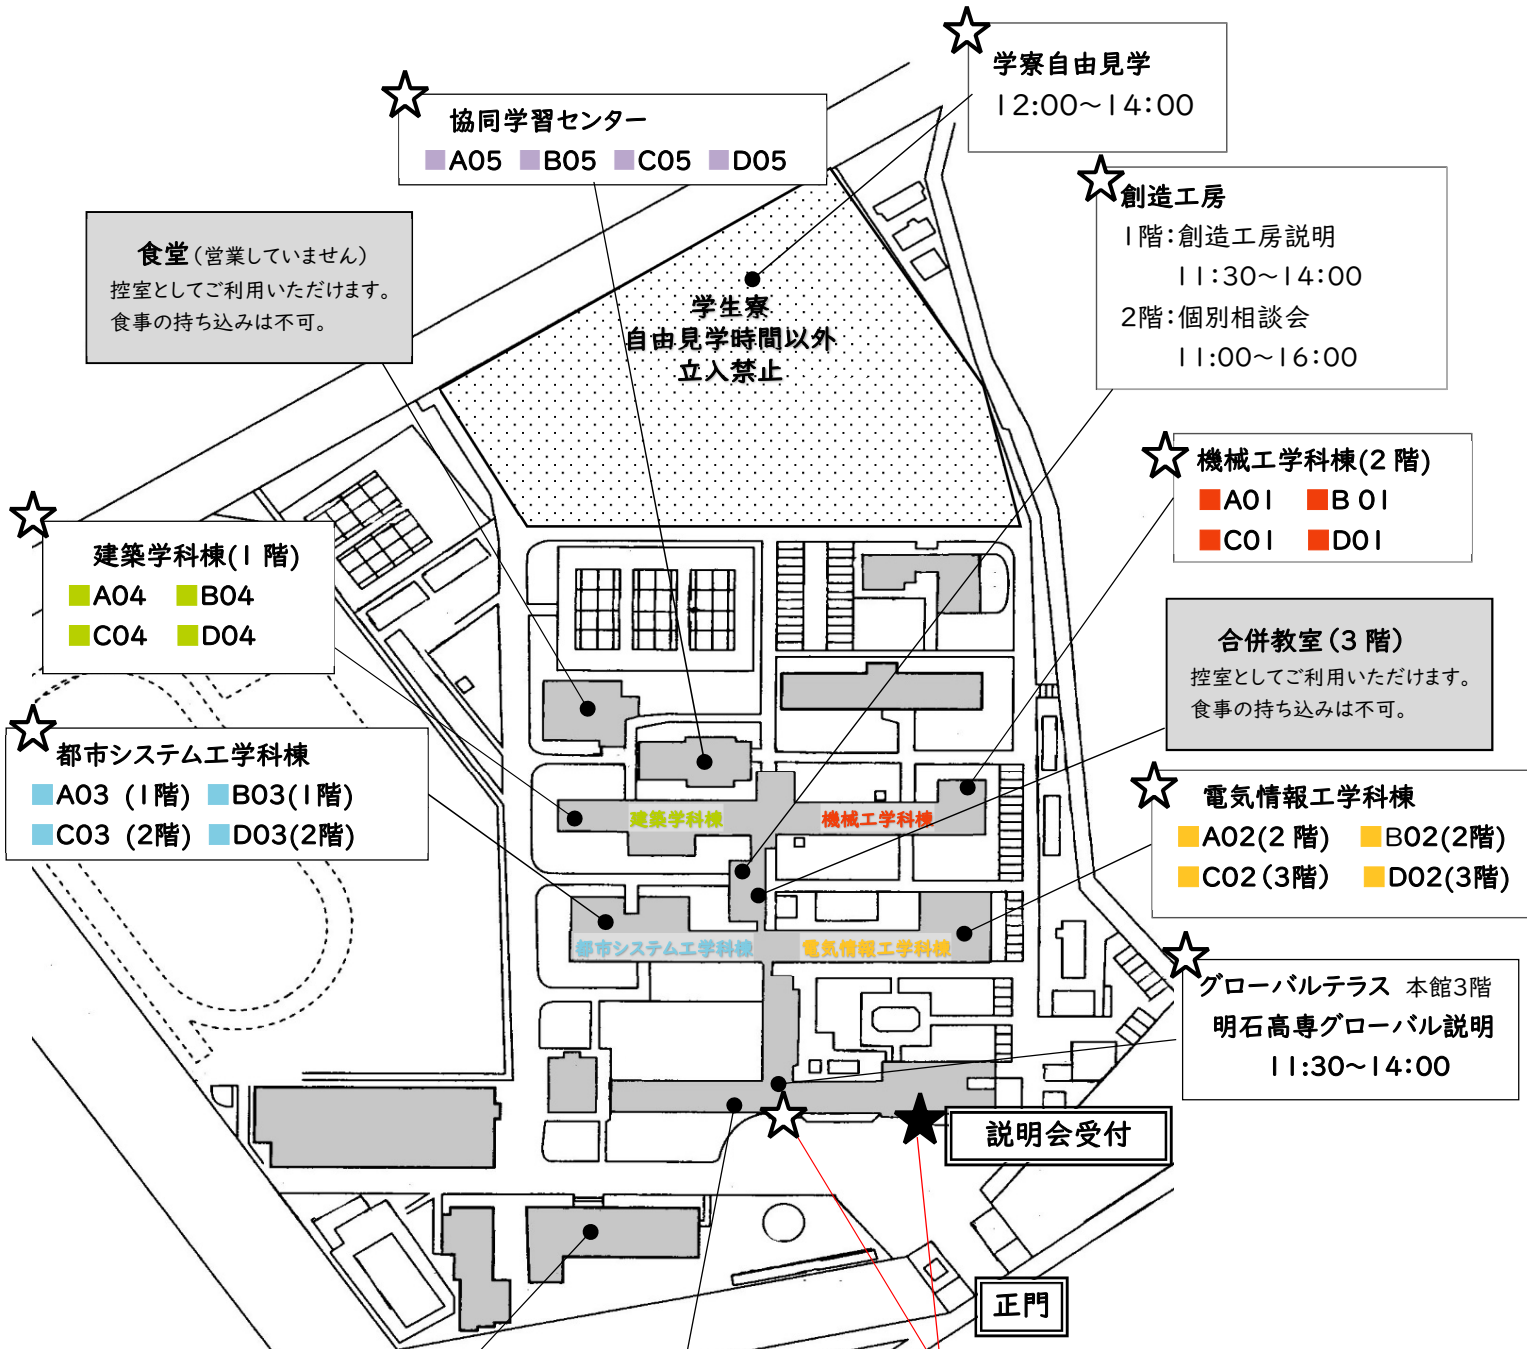 学寮自由見学
12:00～14:00
協同学習センター
■A05 ■B05 ■C05 ■D05
創造工房
1階:創造工房説明
11:30～14:00
2階:個別相談会
11:00～16:00
食堂(営業していません)
控室としてご利用いただけます。
食事の持ち込みは不可。
学生寮
自由見学時間以外
立入禁止
機械工学科棟(2 階)
■A01 ■B 01
■C01 ■D01
建築学科棟(1 階)
■A04 ■B04
■C04 ■D04
合併教室(3 階)
控室としてご利用いただけます。
食事の持ち込みは不可。
都市システム工学科棟
■A03 (1階) ■B03(1階)
■C03 (2階) ■D03(2階)
電気情報工学科棟
■A02(2 階) ■B02(2階)
■C02(3階) ■D02(3階)
建築学科棟
機械工学科棟
都市システム工学科棟
電気情報工学科棟
グローバルテラス 本館3階
明石高専グローバル説明
11:30～14:00
説明会受付
正門